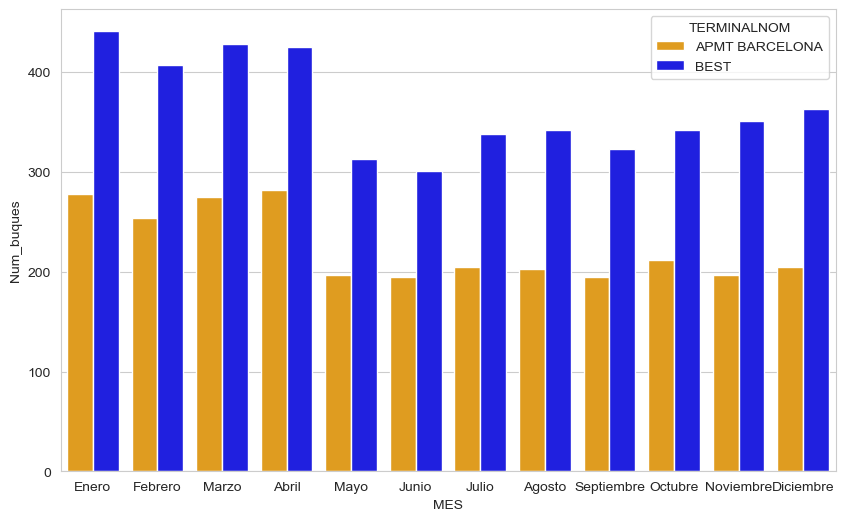 TERMINALNOM
APMT BARCELONA
BEST
Num_buques
400
300
200
100
0
Enero Febrero Marzo Abril Mayo Junio Julio Agosto Septiembre Octubre Noviembre Diciembre
MES